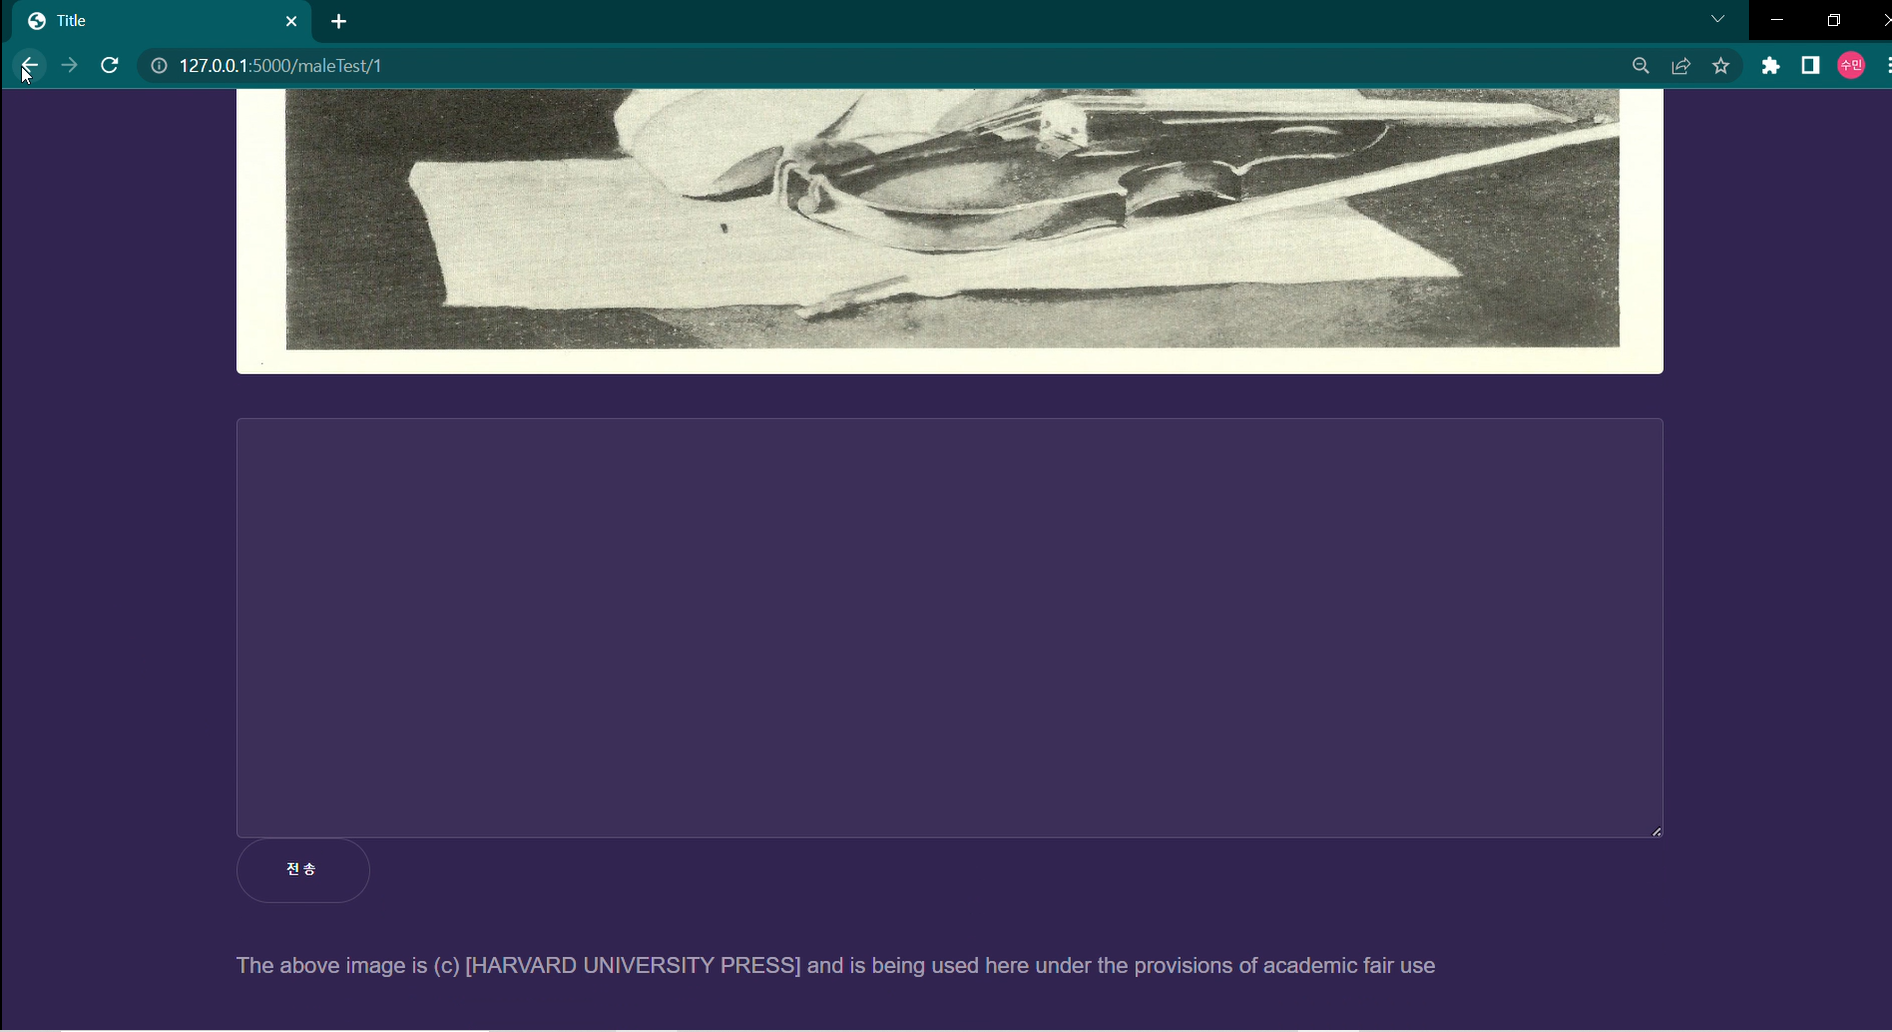 Title
127.0.0.1:5000/maleTest/1
수민
전 송
The above image is (c) [HARVARD UNIVERSITY PRESS] and is being used here under the provisions of academic fair use